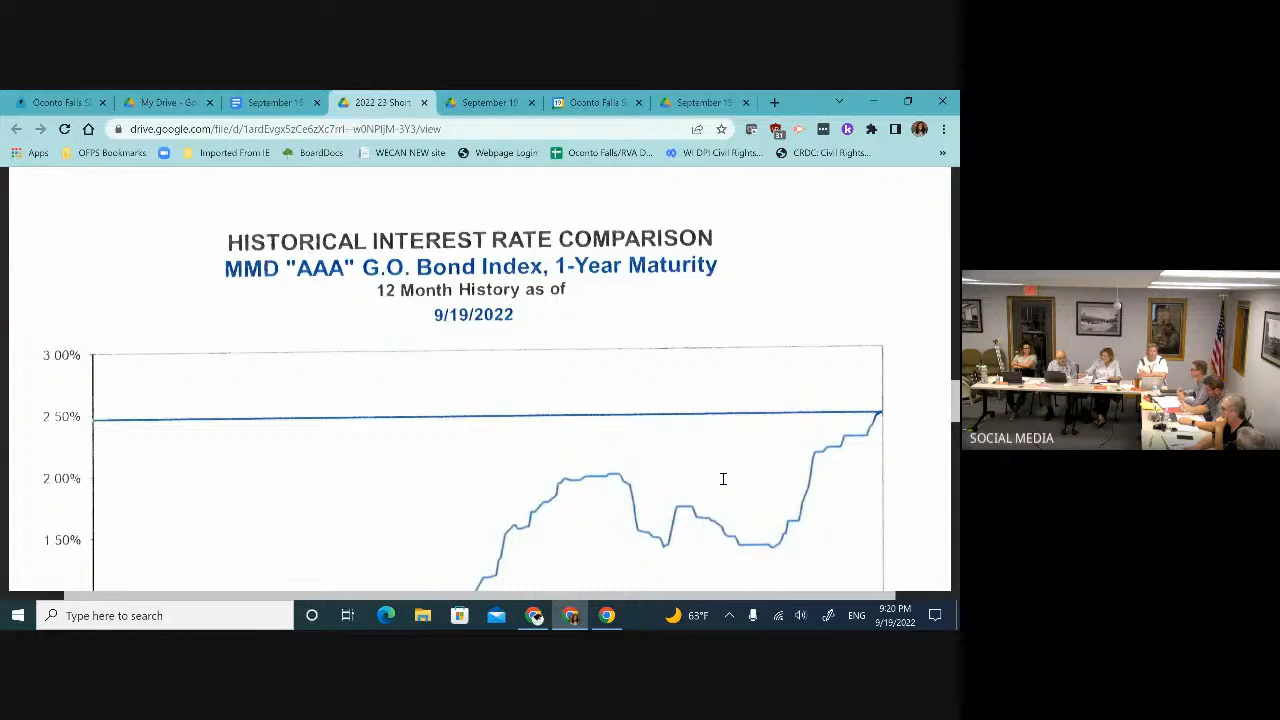 Oconto Falls S
My Drive - Go
September 19
2022 23 Short
September 19
Oconto Falls S
September 19
drive.google.com/file/d/1ardEvgx5zCe6zXc7rrI--w0NPIjM-3Y3/view
31
Apps
OFPS Bookmarks
Imported From IE
BoardDocs
WECAN NEW site
Webpage Login
Oconto Falls/RVA D...
Wi DPI Civil Rights...
CRDC: Civil Rights...
»
HISTORICAL INTEREST RATE COMPARISON
MMD "AAA" G.O. Bond Index, 1-Year Maturity
12 Month History as of
9/19/2022
3.00%
2.50%
2.00%
1.50%
SOCIAL MEDIA
Type here to search
63°F
ENG
9:20 PM
9/19/2022